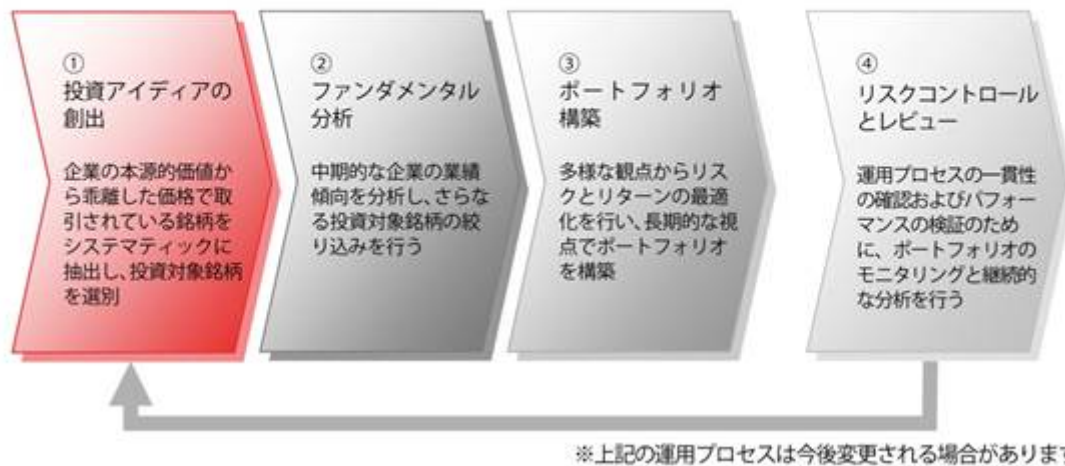 ①
投資アイディアの
創出
企業の本源的価値か
ら乖離した価格で取
引されている銘柄を
システマティックに
抽出し、投資対象銘柄
を選別
②
ファンダメンタル
分析
中期的な企業の業績
傾向を分析し、さらな
る投資対象銘柄の絞
り込みを行う
③
ポートフォリオ
構築
多様な観点からリス
クとリターンの最適
化を行い、長期的な視
点でポートフォリオ
を構築
④
リスクコントロール
とレビュー
運用プロセスの一貫性
の確認およびパフォー
マンスの検証のため
に、ポートフォリオの
モニタリングと継続的
な分析を行う
※上記の運用プロセスは今後変更される場合があります